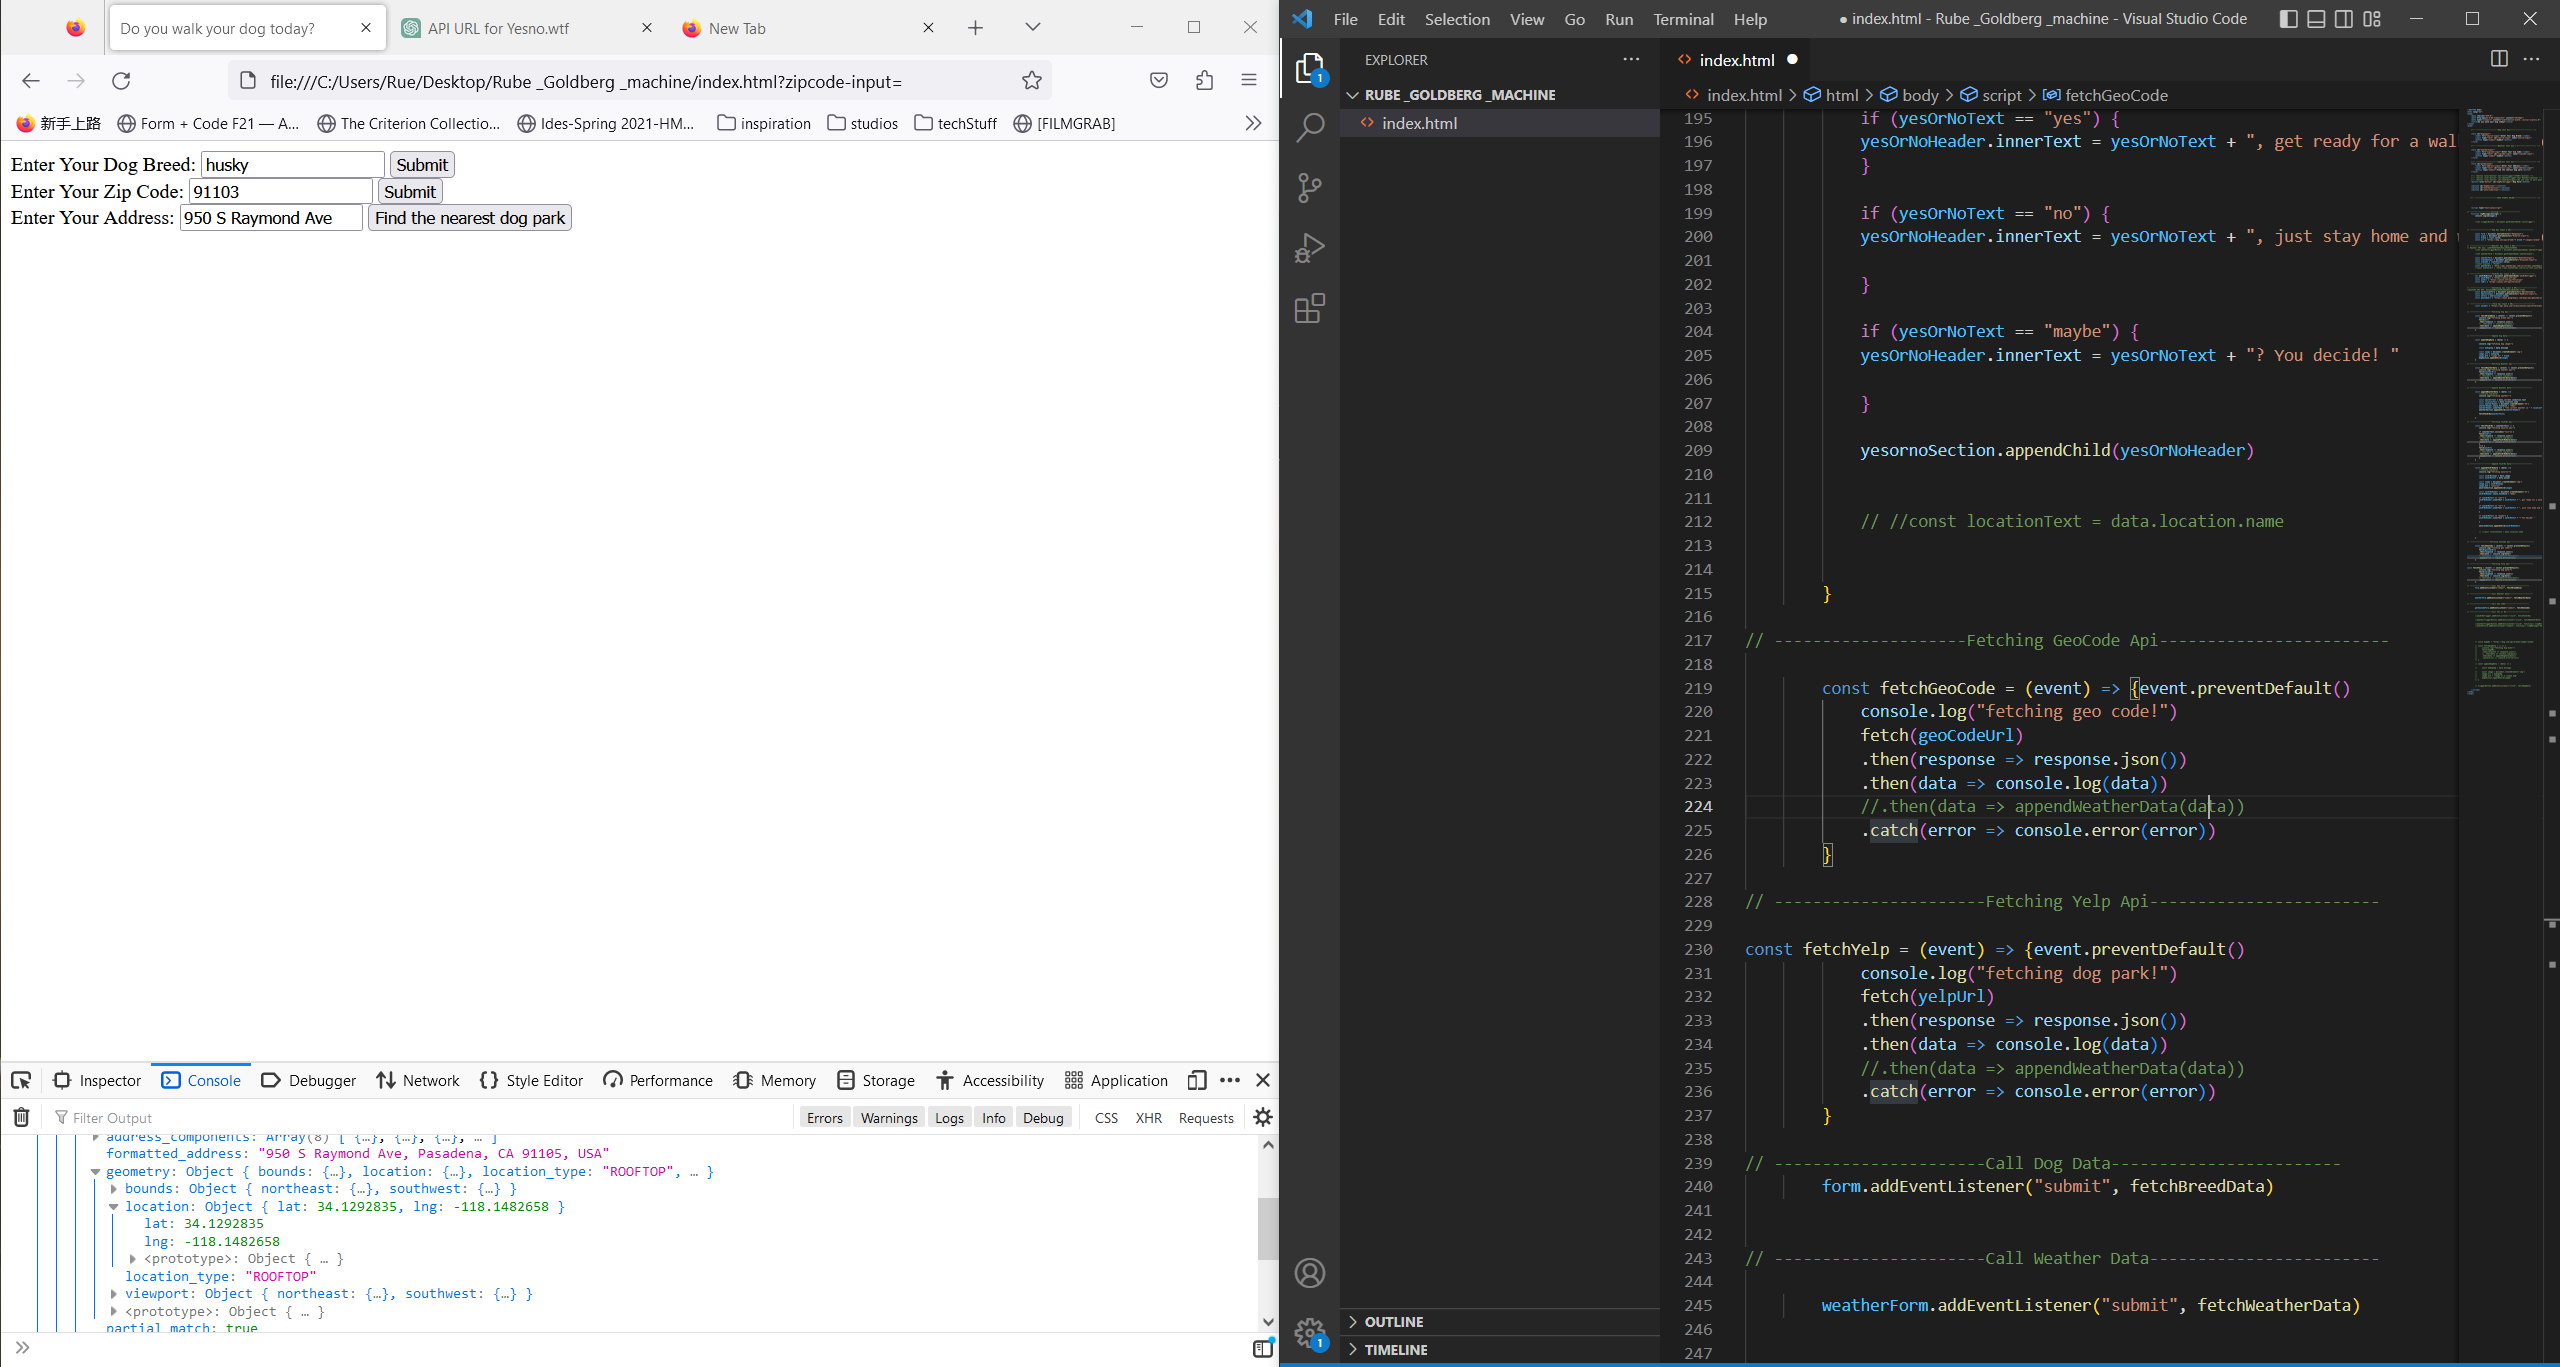 Do you walk your dog today?
API URL for Yesno.wtf
New Tab
file:///C:/Users/Rue/Desktop/Rube _Goldberg _machine/index.html?zipcode-input=
新手上路
Form + Code F21 — A...
The Criterion Collectio...
Ides-Spring 2021-HM...
inspiration
studios
techStuff
[FILMGRAB]
Enter Your Dog Breed: husky Submit
Enter Your Zip Code: 91103 Submit
Enter Your Address: 950 S Raymond Ave Find the nearest dog park
Inspector Console Debugger Network Style Editor Performance Memory Storage Accessibility Application
Filter Output Errors Warnings Logs Info Debug CSS XHR Requests
address_components: Array(8) [ {…}, {…}, {…}, … ]
formatted_address: "950 S Raymond Ave, Pasadena, CA 91105, USA"
geometry: Object { bounds: {…}, location: {…}, location_type: "ROOFTOP", … }
bounds: Object { northeast: {…}, southwest: {…} }
location: Object { lat: 34.1292835, lng: -118.1482658 }
lat: 34.1292835
lng: -118.1482658
<prototype>: Object { … }
location_type: "ROOFTOP"
viewport: Object { northeast: {…}, southwest: {…} }
<prototype>: Object { … }
partial_match: true
File Edit Selection View Go Run Terminal Help
● index.html - Rube _Goldberg _machine - Visual Studio Code
EXPLORER
RUBE _GOLDBERG _MACHINE
index.html
OUTLINE
TIMELINE
1
1
index.html
index.html > html > body > script > fetchGeoCode
195 if (yesOrNoText == "yes") {
196 yesOrNoHeader.innerText = yesOrNoText + ", get ready for a wal
197 }
198
199 if (yesOrNoText == "no") {
200 yesOrNoHeader.innerText = yesOrNoText + ", just stay home and
201
202 }
203
204 if (yesOrNoText == "maybe") {
205 yesOrNoHeader.innerText = yesOrNoText + "? You decide! "
206
207 }
208
209 yesornoSection.appendChild(yesOrNoHeader)
210
211
212 // //const locationText = data.location.name
213
214
215 }
216
217 // --------------------Fetching GeoCode Api------------------------
218
219 const fetchGeoCode = (event) => {event.preventDefault()
220 console.log("fetching geo code!")
221 fetch(geoCodeUrl)
222 .then(response => response.json())
223 .then(data => console.log(data))
224 //.then(data => appendWeatherData(data))
225 .catch(error => console.error(error))
226 }
227
228 // ----------------------Fetching Yelp Api------------------------
229
230 const fetchYelp = (event) => {event.preventDefault()
231 console.log("fetching dog park!")
232 fetch(yelpUrl)
233 .then(response => response.json())
234 .then(data => console.log(data))
235 //.then(data => appendWeatherData(data))
236 .catch(error => console.error(error))
237 }
238
239 // ----------------------Call Dog Data------------------------
240 form.addEventListener("submit", fetchBreedData)
241
242
243 // ----------------------Call Weather Data------------------------
244
245 weatherForm.addEventListener("submit", fetchWeatherData)
246
247